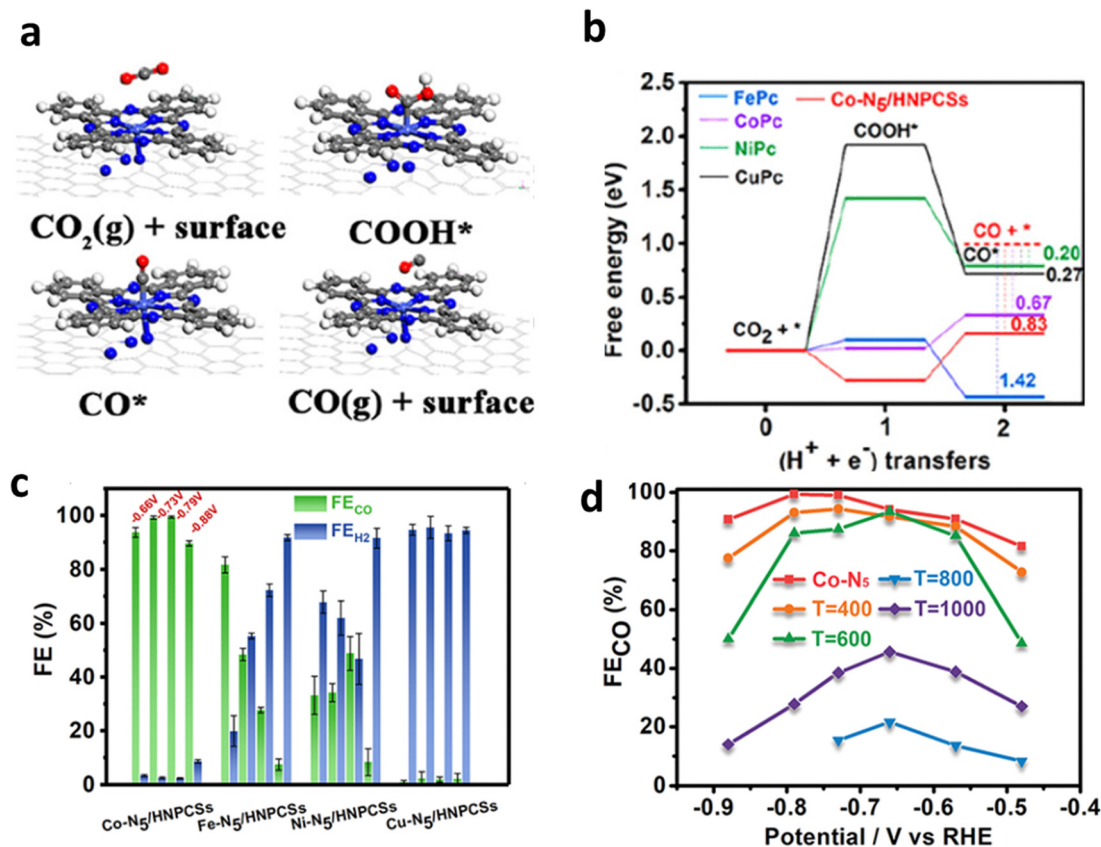 a
CO2(g) + surface
COOH*
CO*
CO(g) + surface
b
2.5
2.0
1.5
1.0
0.5
0.0
-0.5
Free energy (eV)
FePc
Co-N5/HNPCSs
CoPc
NiPc
CuPc
COOH*
CO + *
CO*
0.20
0.27
0.67
0.83
CO2 + *
1.42
0
1
2
(H+ + e-) transfers
c
-0.66V
-0.73V
-0.79V
-0.88V
FECO
FEH2
100
80
60
40
20
0
FE (%)
Co-N5/HNPCSs
Fe-N5/HNPCSs
Ni-N5/HNPCSs
Cu-N5/HNPCSs
d
100
80
60
40
20
0
FECO (%)
Co-N5
T=800
T=400
T=1000
T=600
-0.9
-0.8
-0.7
-0.6
-0.5
-0.4
Potential / V vs RHE